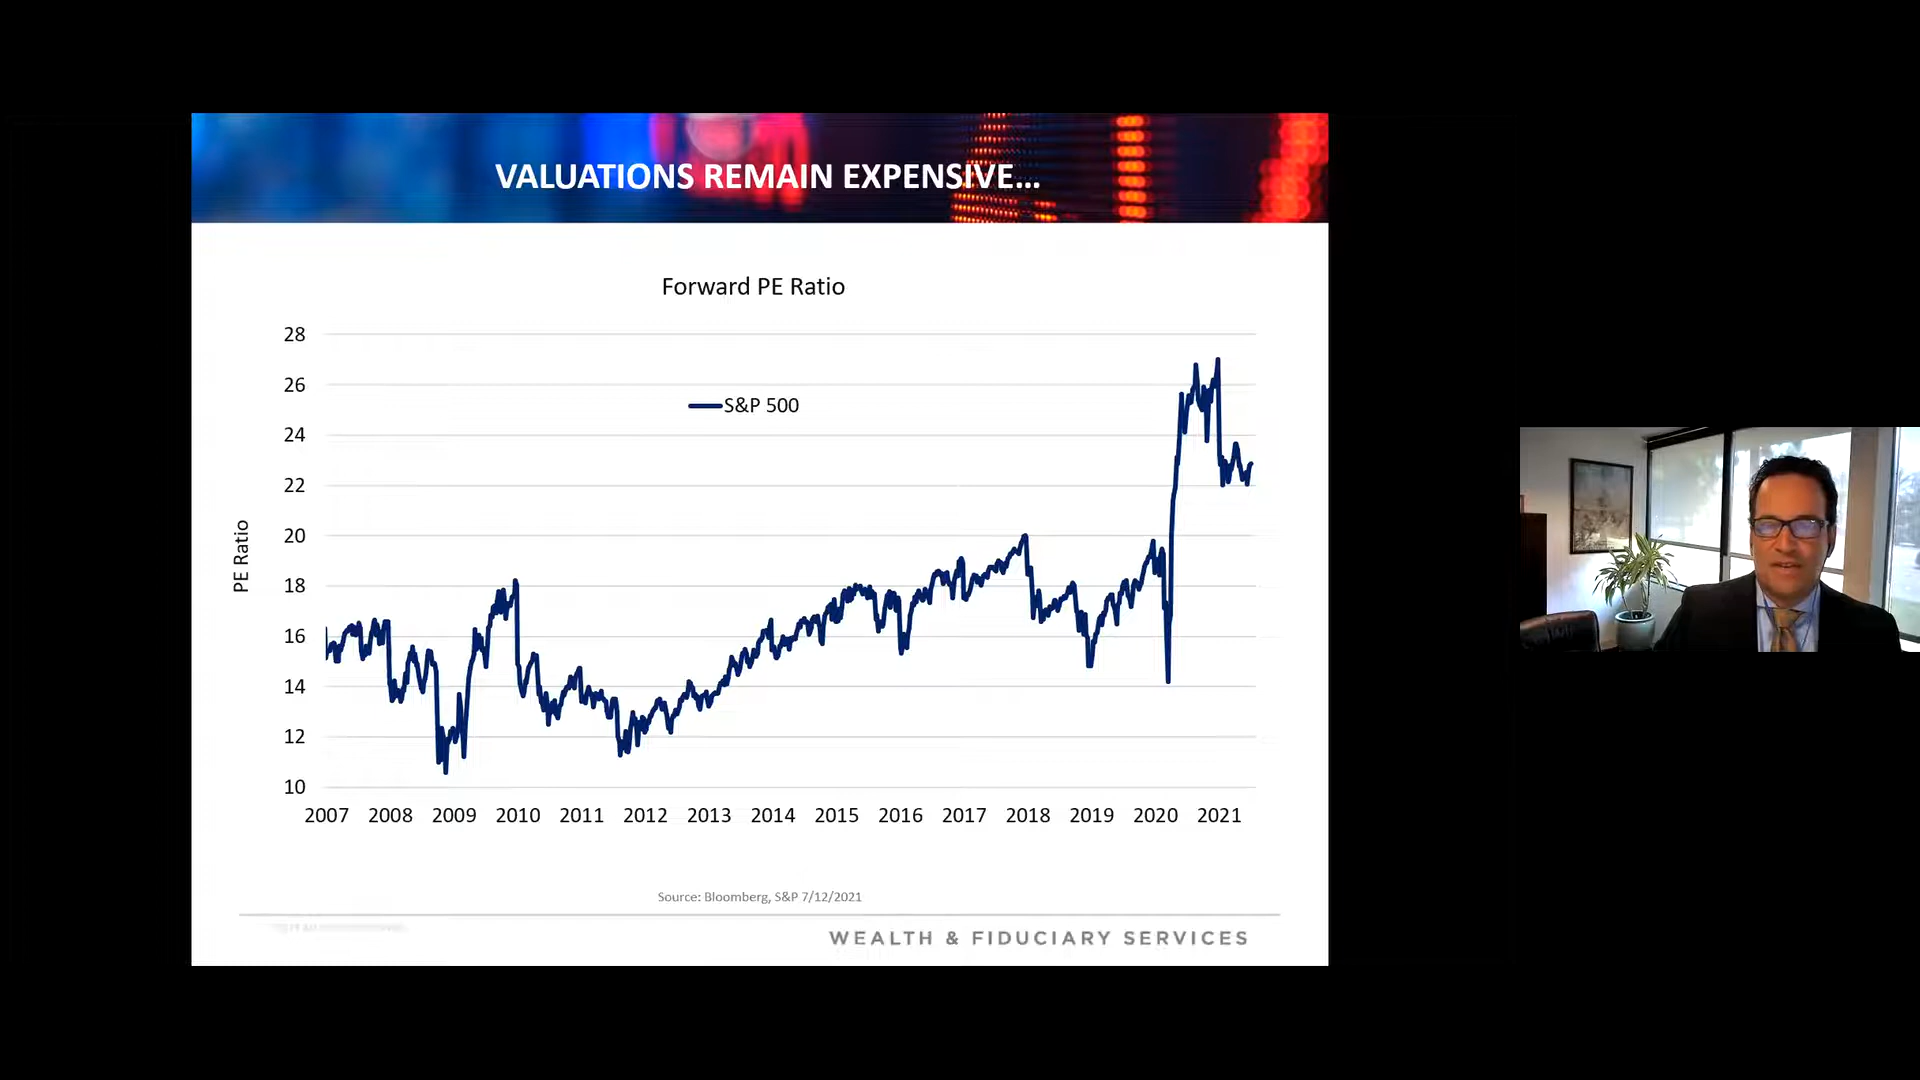 VALUATIONS REMAIN EXPENSIVE...
Forward PE Ratio
28
26
S&P 500
24
22
20
PE Ratio
18
16
14
12
10
2007 2008 2009 2010 2011 2012 2013 2014 2015 2016 2017 2018 2019 2020 2021
Source: Bloomberg, S&P 7/12/2021
WEALTH & FIDUCIARY SERVICES